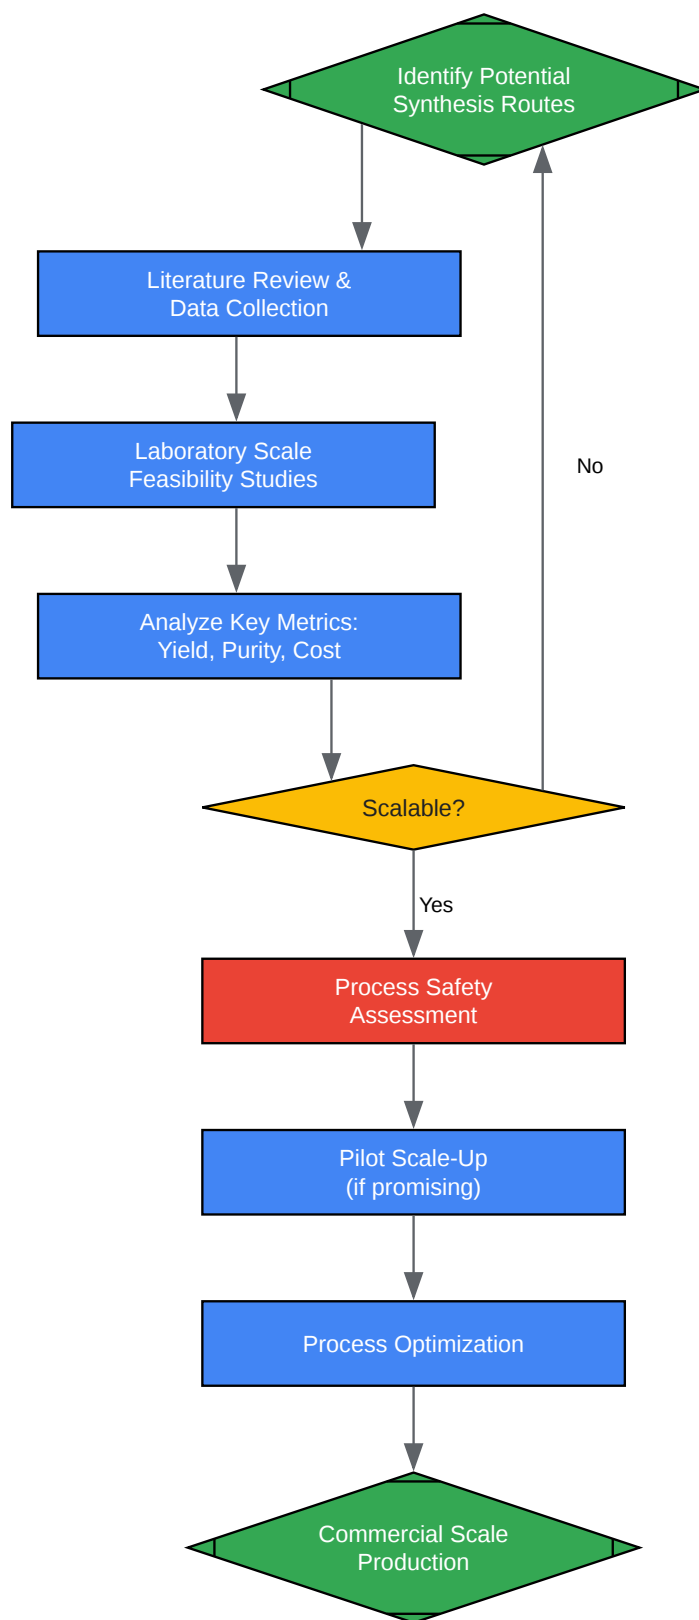 Identify Potential
Synthesis Routes
Literature Review &
Data Collection
Laboratory Scale
Feasibility Studies
No
Analyze Key Metrics:
Yield, Purity, Cost
Scalable?
Yes
Process Safety
Assessment
Pilot Scale-Up
(if promising)
Process Optimization
Commercial Scale
Production